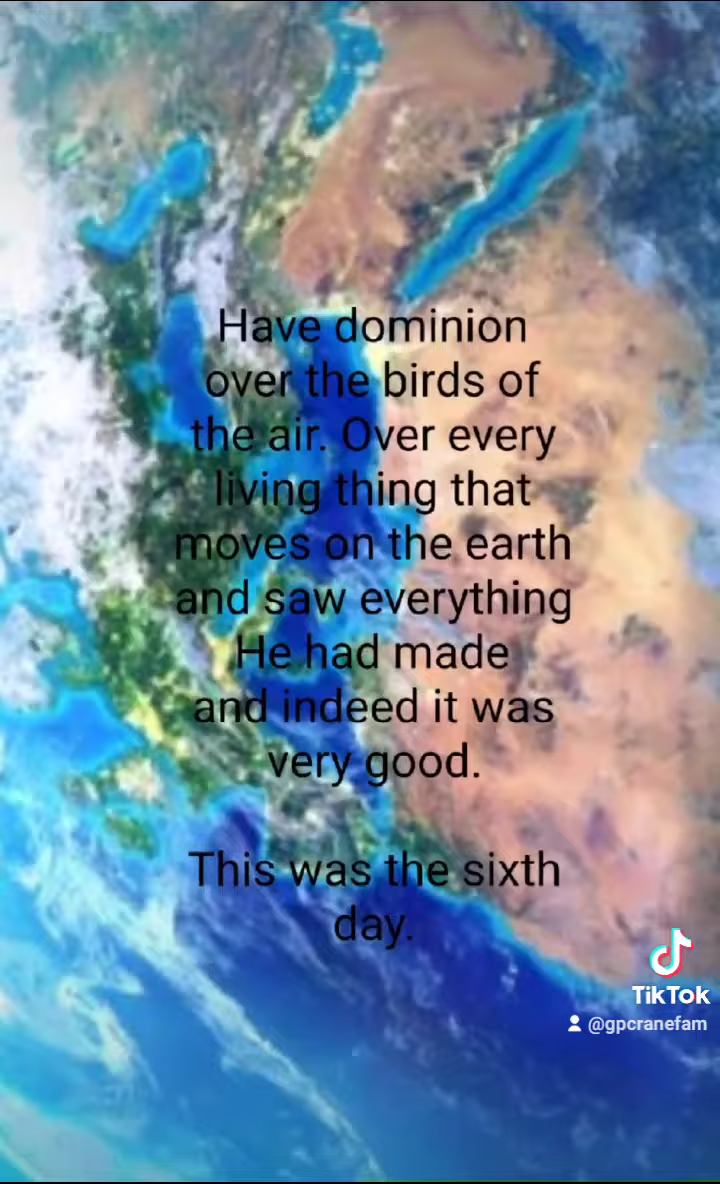 Have dominion
over the birds of
the air. Over every
living thing that
moves on the earth
and saw everything
He had made
and indeed it was
very good.
This was the sixth
day.
TikTok
@gpcranefam